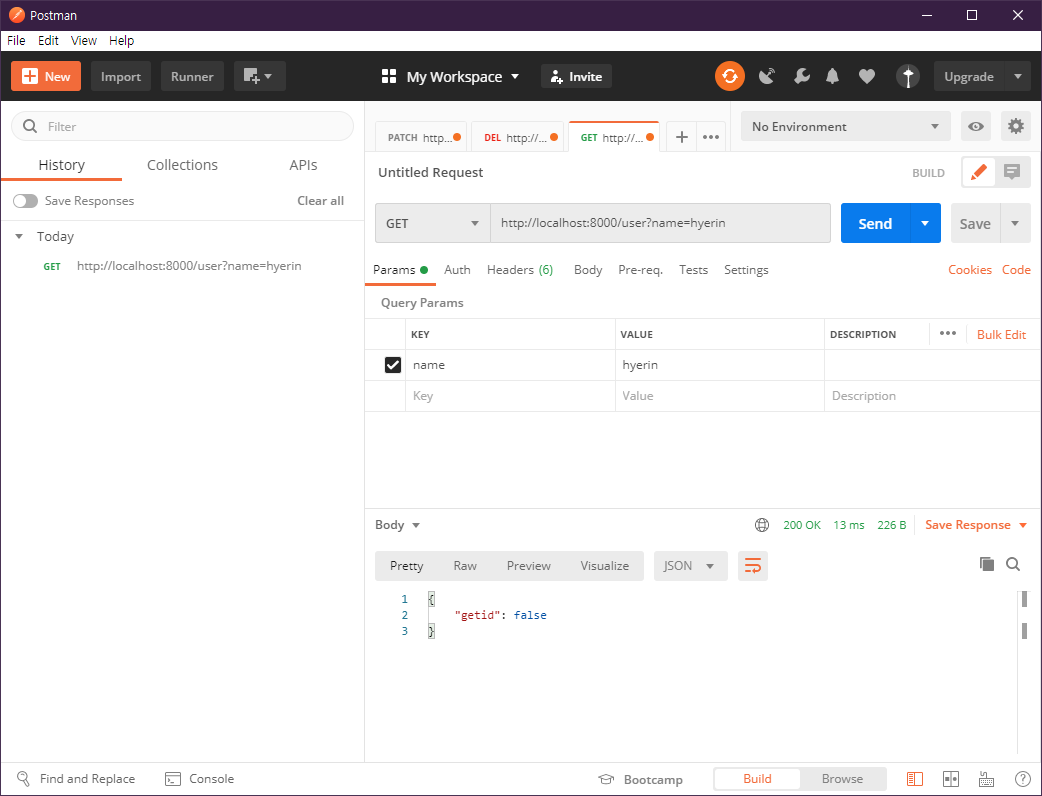 Postman
File Edit View Help
New Import Runner My Workspace Invite Upgrade
Filter
History Collections APIs
Save Responses Clear all
Today
GET http://localhost:8000/user?name=hyerin
PATCH http... DEL http://... GET http://... No Environment
Untitled Request BUILD
GET http://localhost:8000/user?name=hyerin Send Save
Params Auth Headers (6) Body Pre-req. Tests Settings Cookies Code
Query Params
KEY VALUE DESCRIPTION Bulk Edit
name hyerin
Key Value Description
Body 200 OK 13 ms 226 B Save Response
Pretty Raw Preview Visualize JSON
1 {
2 "getid": false
3 }
Find and Replace Console Bootcamp Build Browse